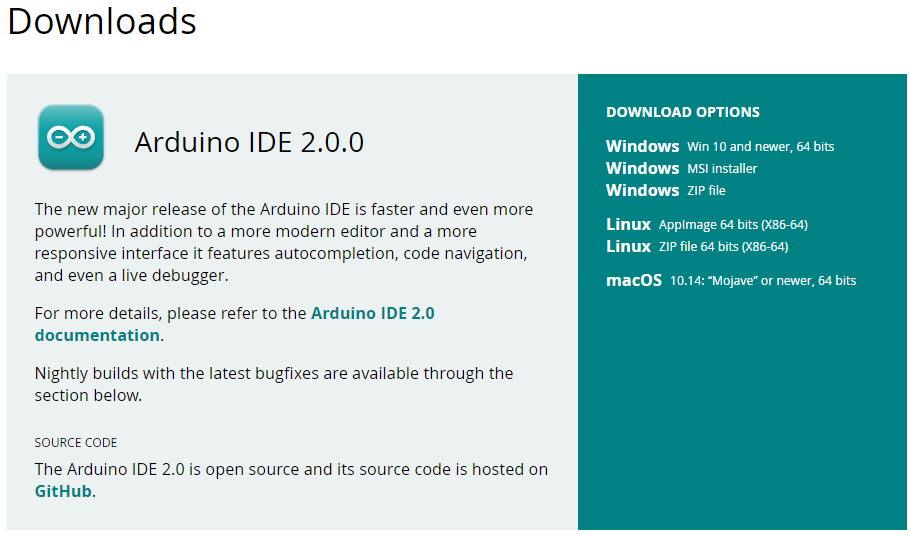 Downloads
Arduino IDE 2.0.0
The new major release of the Arduino IDE is faster and even more
powerful! In addition to a more modern editor and a more
responsive interface it features autocompletion, code navigation,
and even a live debugger.
For more details, please refer to the Arduino IDE 2.0
documentation.
Nightly builds with the latest bugfixes are available through the
section below.
SOURCE CODE
The Arduino IDE 2.0 is open source and its source code is hosted on
GitHub.
DOWNLOAD OPTIONS
Windows Win 10 and newer, 64 bits
Windows MSI installer
Windows ZIP file
Linux AppImage 64 bits (X86-64)
Linux ZIP file 64 bits (X86-64)
macOS 10.14: “Mojave” or newer, 64 bits